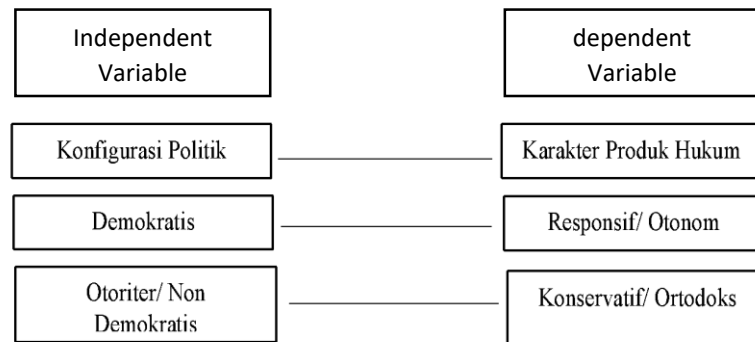 Independent
Variable
dependent
Variable
Konfigurasi Politik
Karakter Produk Hukum
Demokratis
Responsif/ Otonom
Otoriter/ Non
Demokratis
Konservatif/ Ortodoks